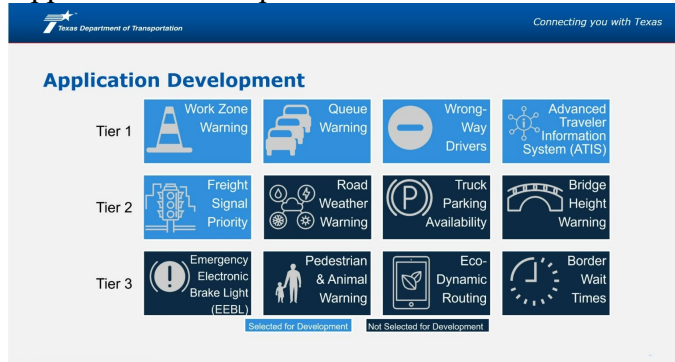 Texas Department of Transportation
Connecting you with Texas
Application Development
Tier 1
Work Zone
Warning
Queue
Warning
Wrong-
Way
Drivers
Advanced
Traveler
Information
System (ATIS)
Tier 2
Freight
Signal
Priority
Road
Weather
Warning
P
Truck
Parking
Availability
Bridge
Height
Warning
Tier 3
Emergency
Electronic
Brake Light
(EEBL)
Pedestrian
& Animal
Warning
Eco-
Dynamic
Routing
Border
Wait
Times
Selected for Development
Not Selected for Development